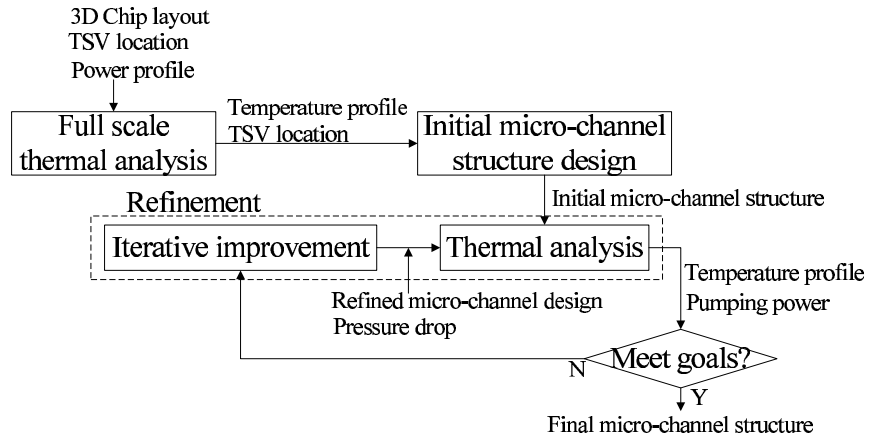 3D Chip layout
TSV location
Power profile
Full scale
thermal analysis
Temperature profile
TSV location
Initial micro-channel
structure design
Initial micro-channel structure
Refinement
Iterative improvement
Thermal analysis
Refined micro-channel design
Pressure drop
Temperature profile
Pumping power
Meet goals?
N
Y
Final micro-channel structure